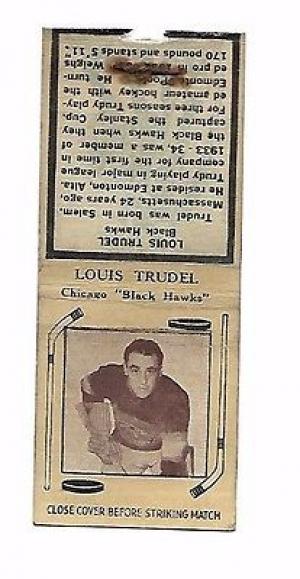 LOUIS TRUDEL
Black Hawks
Trudel was born in Salem,
Massachusetts, 24 years ago.
He resides at Edmonton, Alta.
Trudy playing in major league
company for the first time in
1933 - 34, was a member of
the Black Hawks when they
captured the Stanley Cup.
For three seasons Trudy play-
ed amateur hockey with the
He turn-
ed pro in Weighs
170 pounds and stands 5'11".
LOUIS TRUDEL
Chicago "Black Hawks"
CLOSE COVER BEFORE STRIKING MATCH